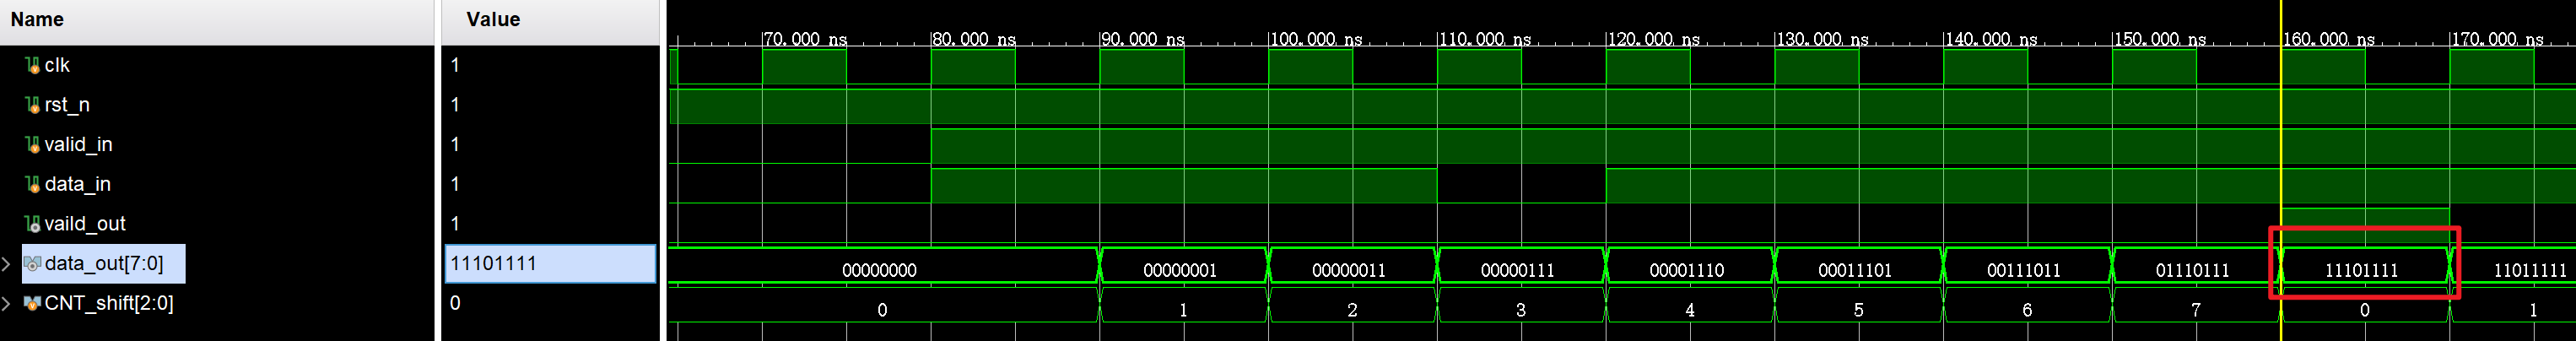 Name Value
70.000 ns 80.000 ns 90.000 ns 100.000 ns 110.000 ns 120.000 ns 130.000 ns 140.000 ns 150.000 ns 160.000 ns 170.000 ns
clk 1
rst_n 1
valid_in 1
data_in 1
vaild_out 1
data_out[7:0] 11101111 00000000 00000001 00000011 00000111 00001110 00011101 00111011 01110111 11101111 11011111
CNT_shift[2:0] 0 0 1 2 3 4 5 6 7 0 1